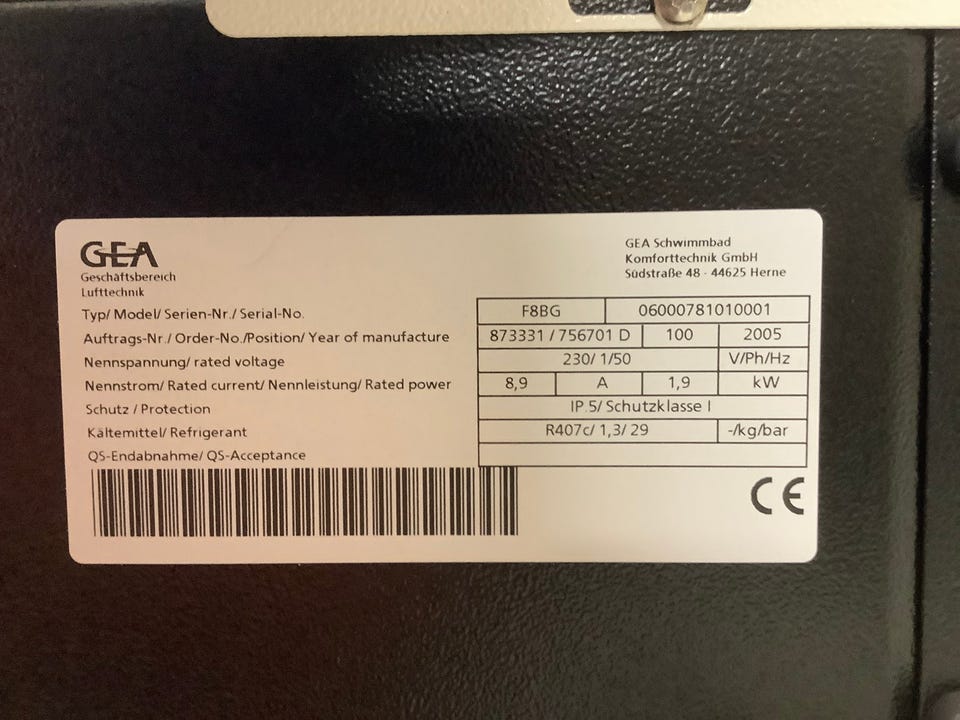 GEA
Geschäftsbereich
Lufttechnik
GEA Schwimmbad
Komforttechnik GmbH
Südstraße 48 - 44625 Herne
Typ/ Model/ Serien-Nr./ Serial-No. F8BG 06000781010001
Auftrags-Nr./ Order-No./Position/ Year of manufacture 873331 / 756701 D 100 2005
Nennspannung/ rated voltage 230/ 1/50 V/Ph/Hz
Nennstrom/ Rated current/ Nennleistung/ Rated power 8,9 A 1,9 kW
Schutz / Protection IP.5/ Schutzklasse I
Kältemittel/ Refrigerant R407c/ 1,3/ 29 -/kg/bar
QS-Endabnahme/ QS-Acceptance
CE